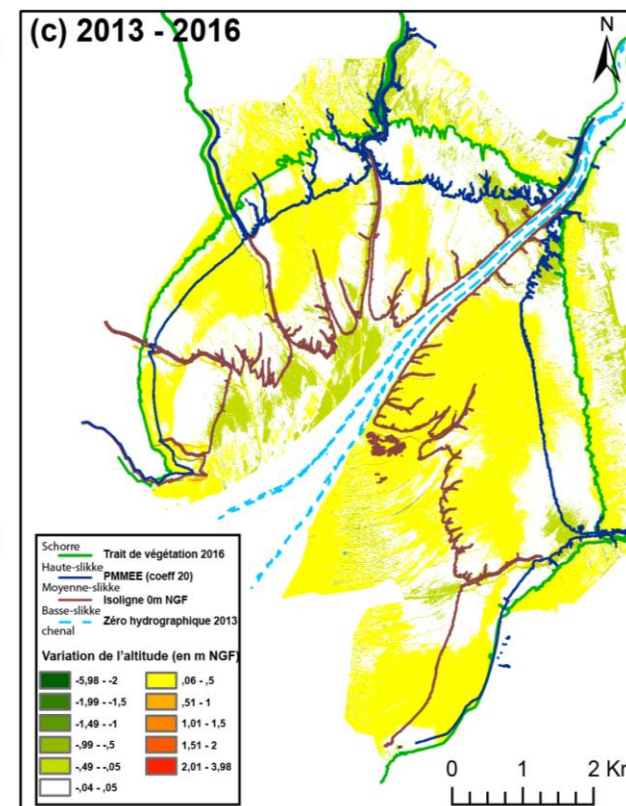 (c) 2013 - 2016
N
Schorre
Trait de végétation 2016
Haute-slikke
PMMEE (coeff 20)
Moyenne-slikke
Isoligne 0m NGF
Basse-slikke
Zéro hydrographique 2013
chenal
Variation de l'altitude (en m NGF)
-5,98 - -2 ,06 - ,5
-1,99 - -1,5 ,51 - 1
-1,49 - -1 1,01 - 1,5
-,99 - -,5 1,51 - 2
-,49 - -,05 2,01 - 3,98
-,04 - ,05
0 1 2 Km